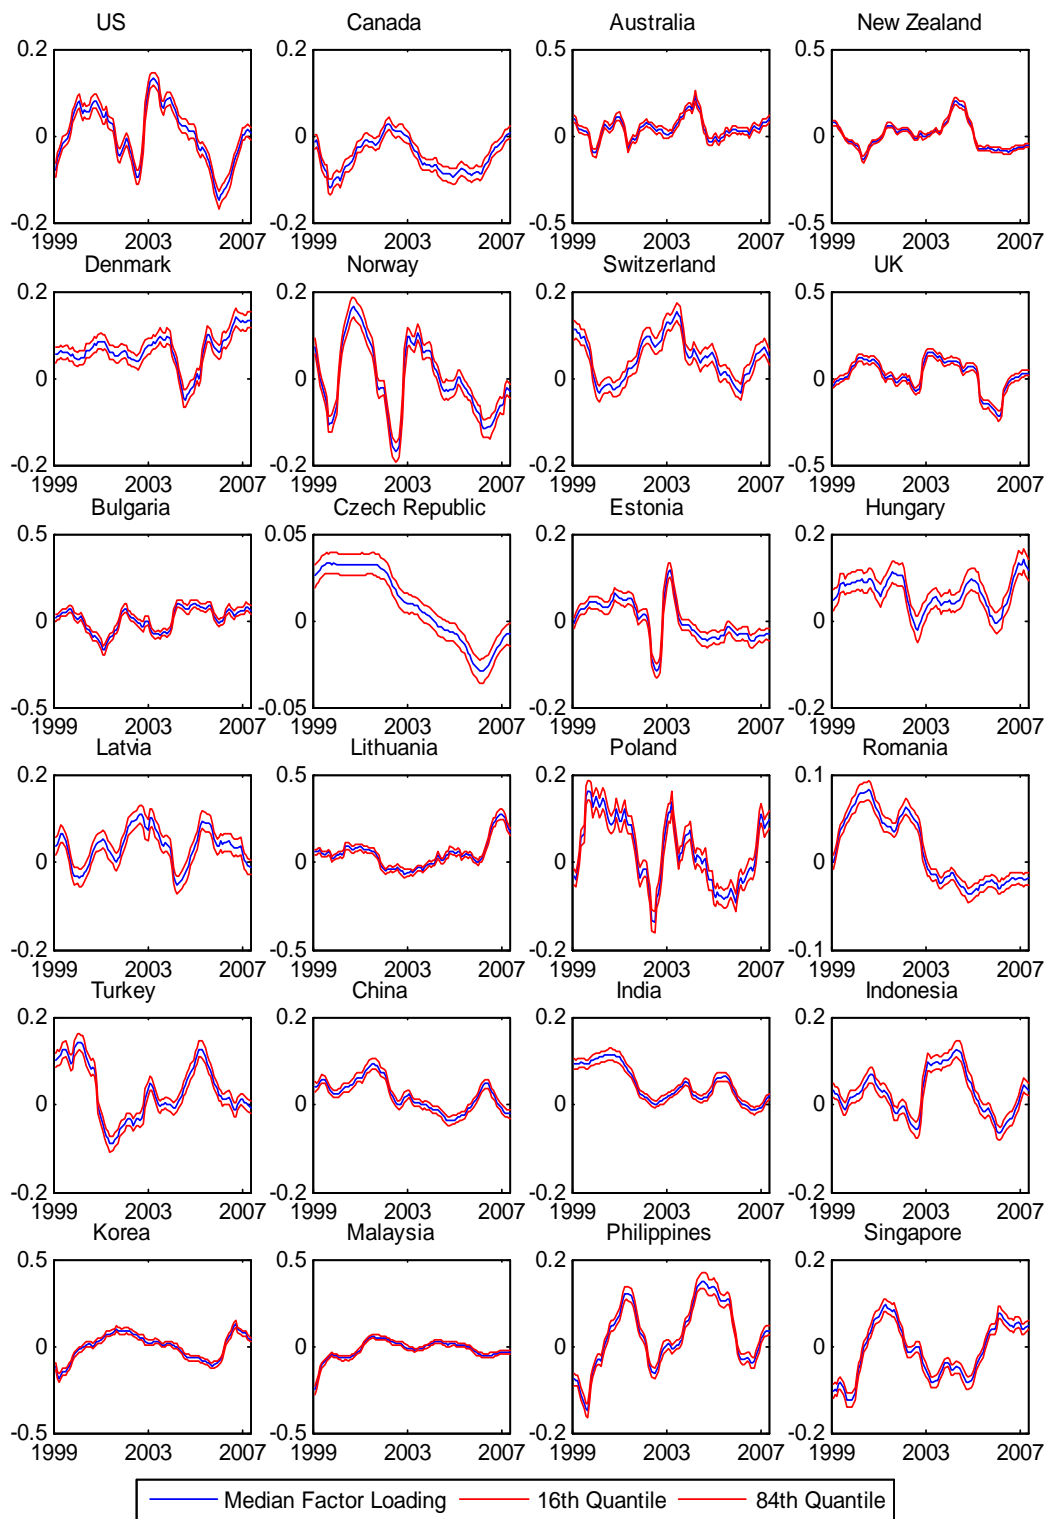 US Canada Australia New Zealand
0.2 0.2 0.5 0.5
0 0 0 0
-0.2 -0.2 -0.5 -0.5
1999 2003 2007 1999 2003 2007 1999 2003 2007 1999 2003 2007
Denmark Norway Switzerland UK
0.2 0.2 0.2 0.5
0 0 0 0
-0.2 -0.2 -0.2 -0.5
1999 2003 2007 1999 2003 2007 1999 2003 2007 1999 2003 2007
Bulgaria Czech Republic Estonia Hungary
0.5 0.05 0.2 0.2
0 0 0 0
-0.5 -0.05 -0.2 -0.2
1999 2003 2007 1999 2003 2007 1999 2003 2007 1999 2003 2007
Latvia Lithuania Poland Romania
0.2 0.5 0.2 0.1
0 0 0 0
-0.2 -0.5 -0.2 -0.1
1999 2003 2007 1999 2003 2007 1999 2003 2007 1999 2003 2007
Turkey China India Indonesia
0.2 0.2 0.2 0.2
0 0 0 0
-0.2 -0.2 -0.2 -0.2
1999 2003 2007 1999 2003 2007 1999 2003 2007 1999 2003 2007
Korea Malaysia Philippines Singapore
0.5 0.5 0.2 0.2
0 0 0 0
-0.5 -0.5 -0.2 -0.2
1999 2003 2007 1999 2003 2007 1999 2003 2007 1999 2003 2007
Median Factor Loading 16th Quantile 84th Quantile